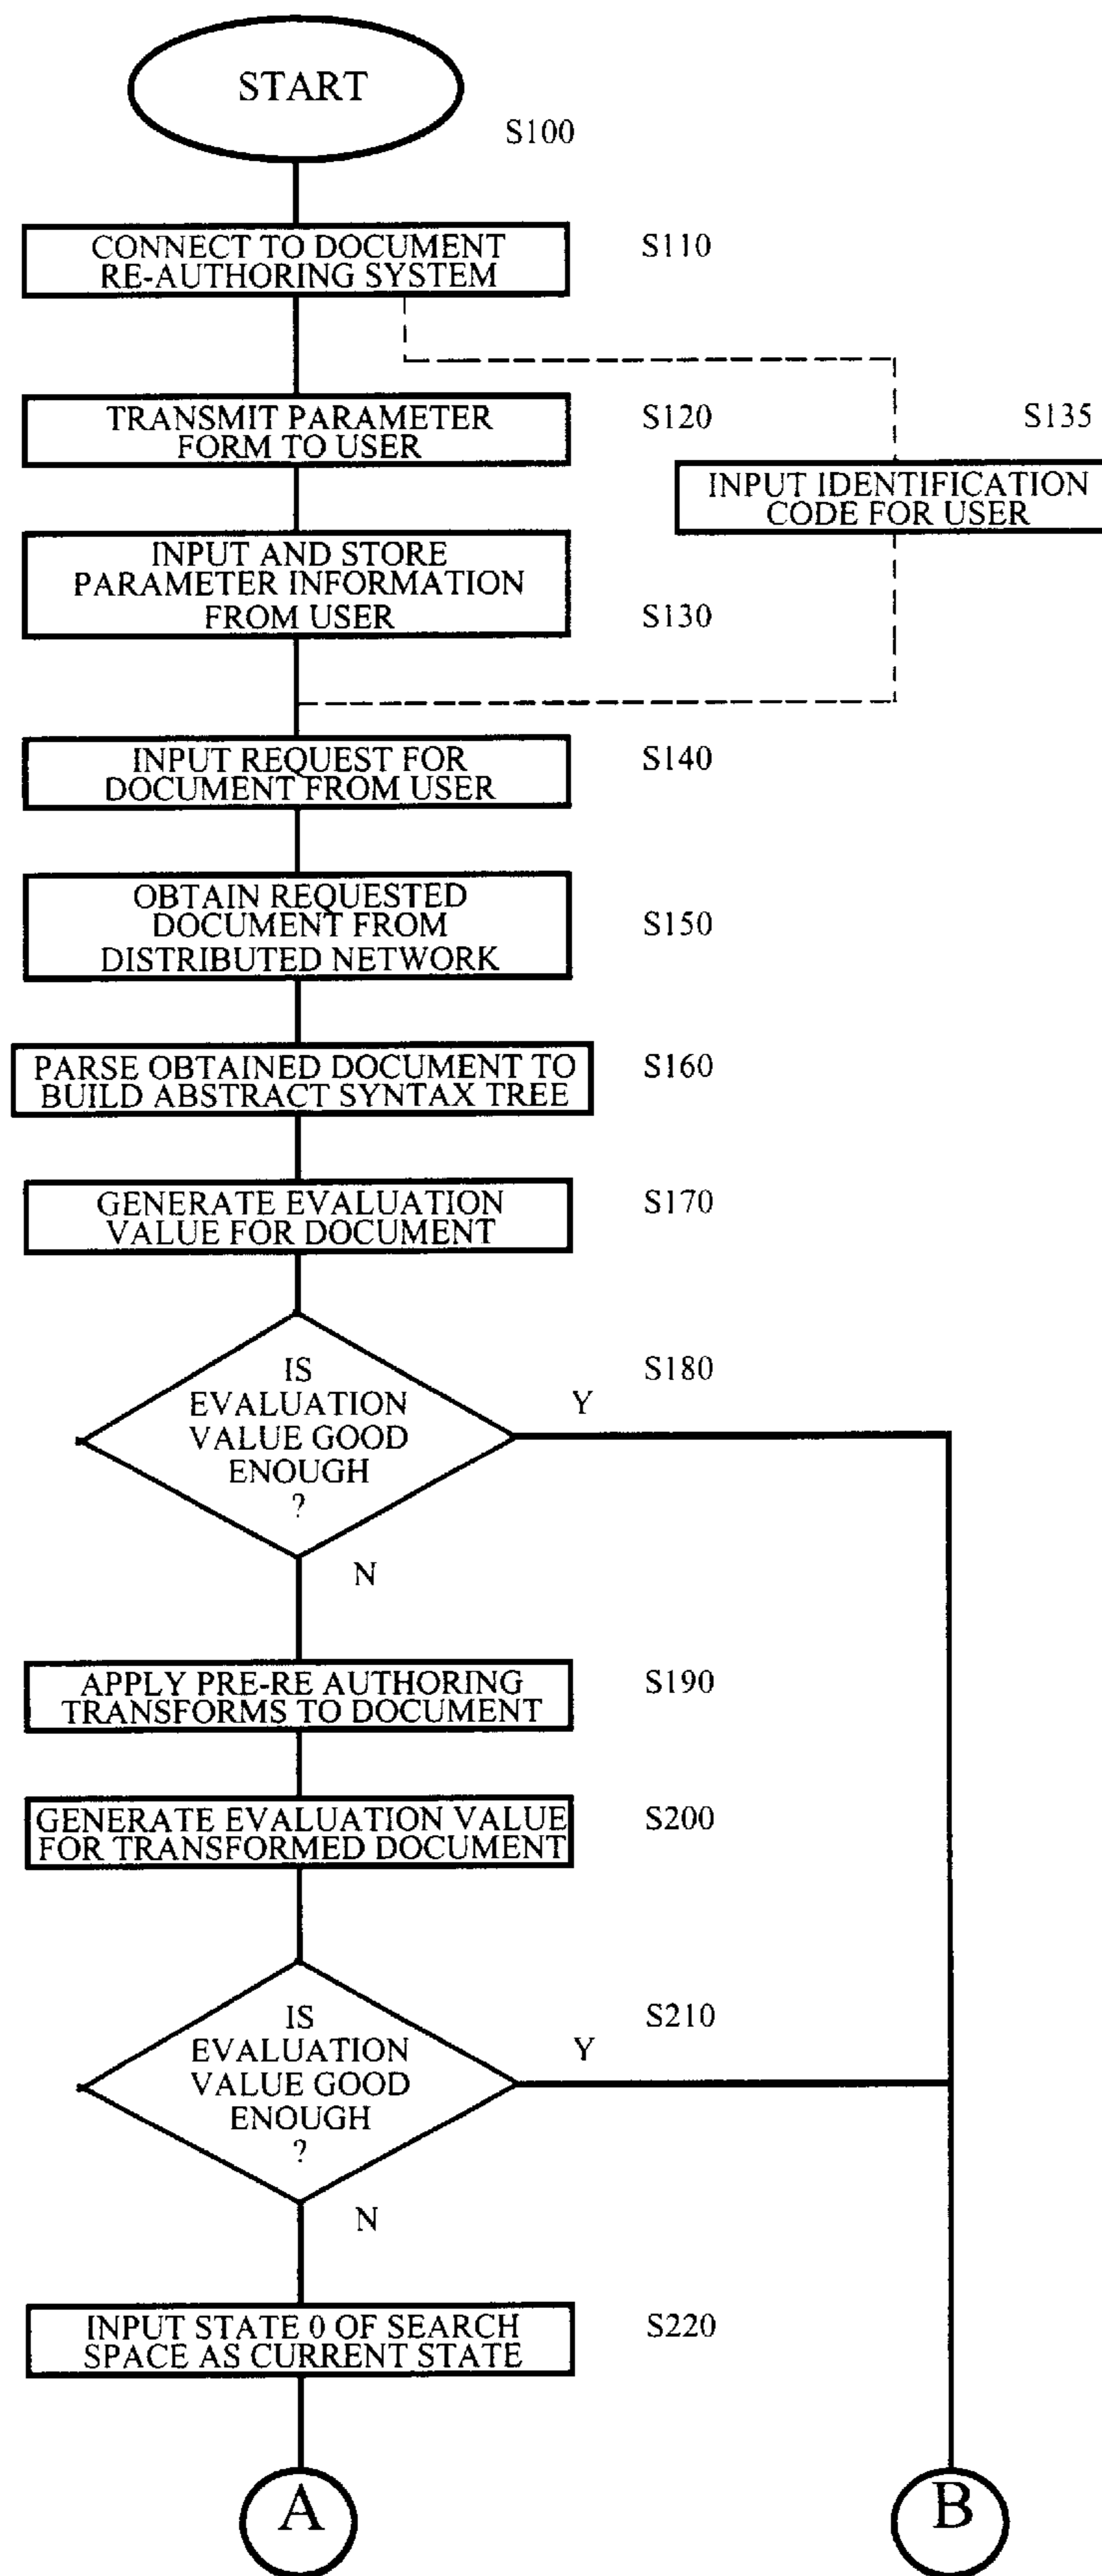 START
S100
CONNECT TO DOCUMENT
RE-AUTHORING SYSTEM
S110
TRANSMIT PARAMETER
FORM TO USER
S120
S135
INPUT IDENTIFICATION
CODE FOR USER
INPUT AND STORE
PARAMETER INFORMATION
FROM USER
S130
INPUT REQUEST FOR
DOCUMENT FROM USER
S140
OBTAIN REQUESTED
DOCUMENT FROM
DISTRIBUTED NETWORK
S150
PARSE OBTAINED DOCUMENT TO
BUILD ABSTRACT SYNTAX TREE
S160
GENERATE EVALUATION
VALUE FOR DOCUMENT
S170
IS
EVALUATION
VALUE GOOD
ENOUGH
?
S180
Y
N
APPLY PRE-RE AUTHORING
TRANSFORMS TO DOCUMENT
S190
GENERATE EVALUATION VALUE
FOR TRANSFORMED DOCUMENT
S200
IS
EVALUATION
VALUE GOOD
ENOUGH
?
S210
Y
N
INPUT STATE 0 OF SEARCH
SPACE AS CURRENT STATE
S220
A
B